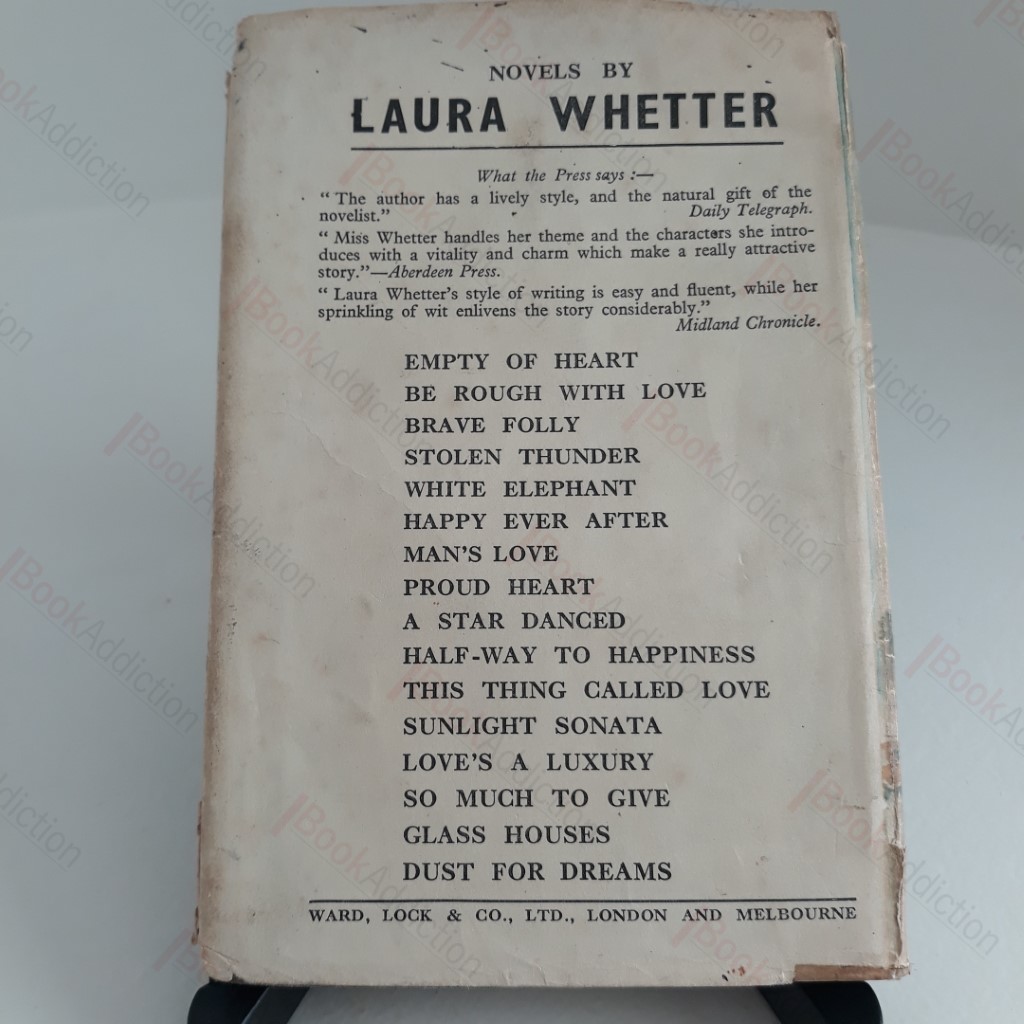 NOVELS BY
LAURA WHETTER
What the Press says :—
“ The author has a lively style, and the natural gift of the
novelist.” Daily Telegraph.
“ Miss Whetter handles her theme and the characters she intro-
duces with a vitality and charm which make a really attractive
story.”—Aberdeen Press.
“ Laura Whetter’s style of writing is easy and fluent, while her
sprinkling of wit enlivens the story considerably.”
Midland Chronicle.
EMPTY OF HEART
BE ROUGH WITH LOVE
BRAVE FOLLY
STOLEN THUNDER
WHITE ELEPHANT
HAPPY EVER AFTER
MAN’S LOVE
PROUD HEART
A STAR DANCED
HALF-WAY TO HAPPINESS
THIS THING CALLED LOVE
SUNLIGHT SONATA
LOVE’S A LUXURY
SO MUCH TO GIVE
GLASS HOUSES
DUST FOR DREAMS
WARD, LOCK & CO., LTD., LONDON AND MELBOURNE
BookAddiction